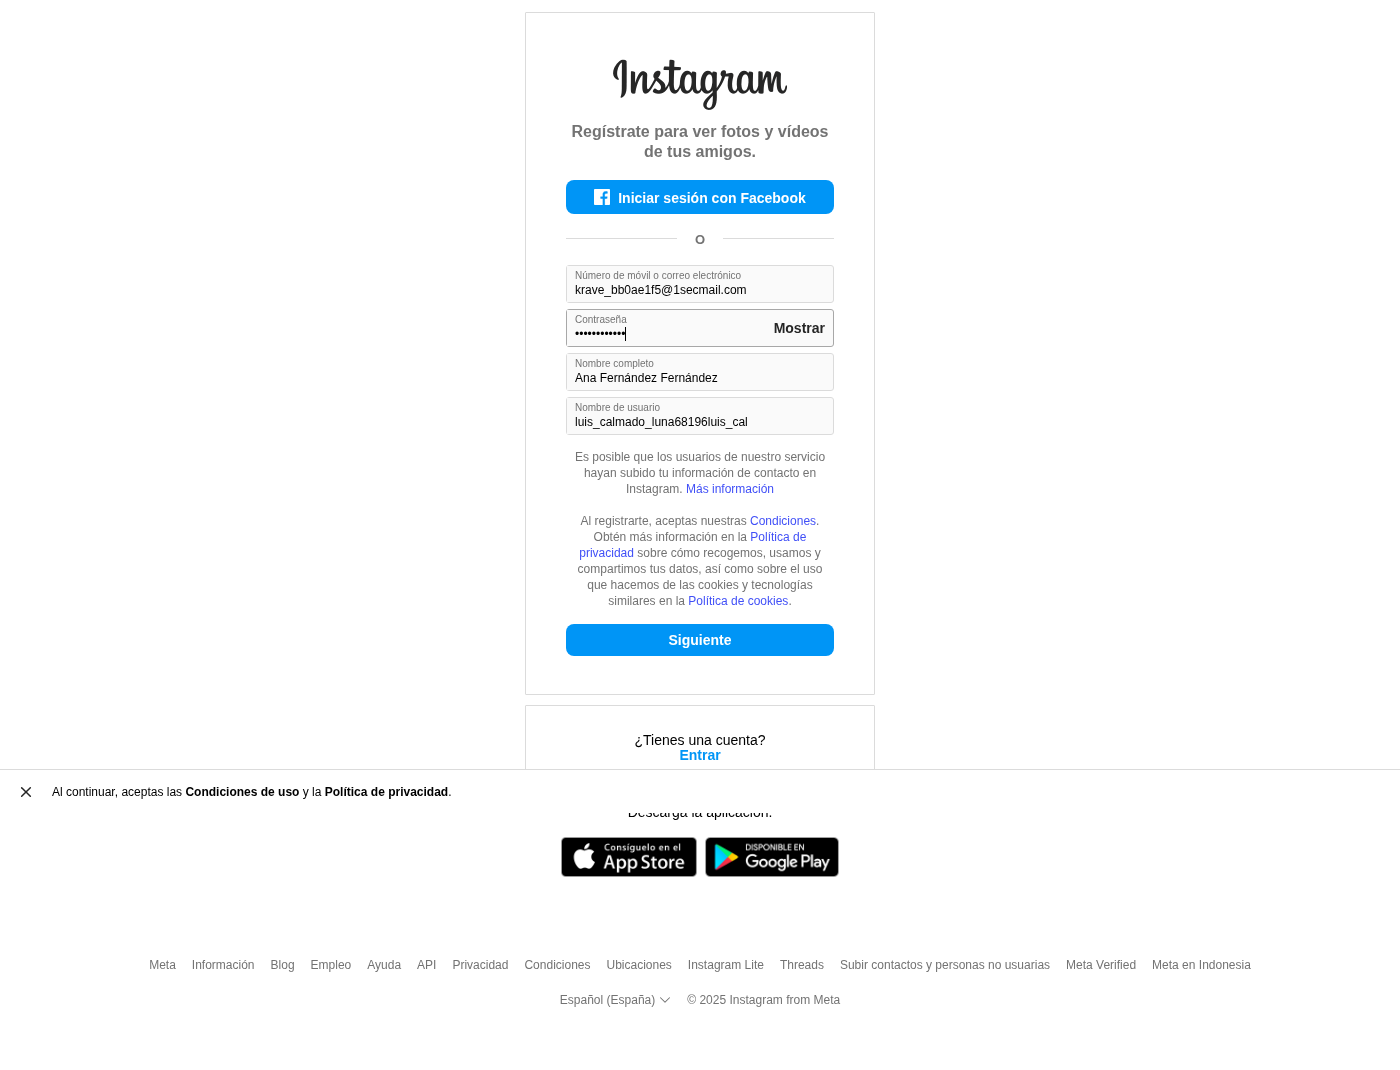 Instagram
Regístrate para ver fotos y vídeos
de tus amigos.
Iniciar sesión con Facebook
O
Número de móvil o correo electrónico
krave_bb0ae1f5@1secmail.com
Contraseña
••••••••••••
Mostrar
Nombre completo
Ana Fernández Fernández
Nombre de usuario
luis_calmado_luna68196luis_cal
Es posible que los usuarios de nuestro servicio
hayan subido tu información de contacto en
Instagram. Más información
Al registrarte, aceptas nuestras Condiciones.
Obtén más información en la Política de
privacidad sobre cómo recogemos, usamos y
compartimos tus datos, así como sobre el uso
que hacemos de las cookies y tecnologías
similares en la Política de cookies.
Siguiente
¿Tienes una cuenta?
Entrar
Al continuar, aceptas las Condiciones de uso y la Política de privacidad.
Descarga la aplicación.
Consíguelo en el
App Store
DISPONIBLE EN
Google Play
Meta Información Blog Empleo Ayuda API Privacidad Condiciones Ubicaciones Instagram Lite Threads Subir contactos y personas no usuarias Meta Verified Meta en Indonesia
Español (España) © 2025 Instagram from Meta